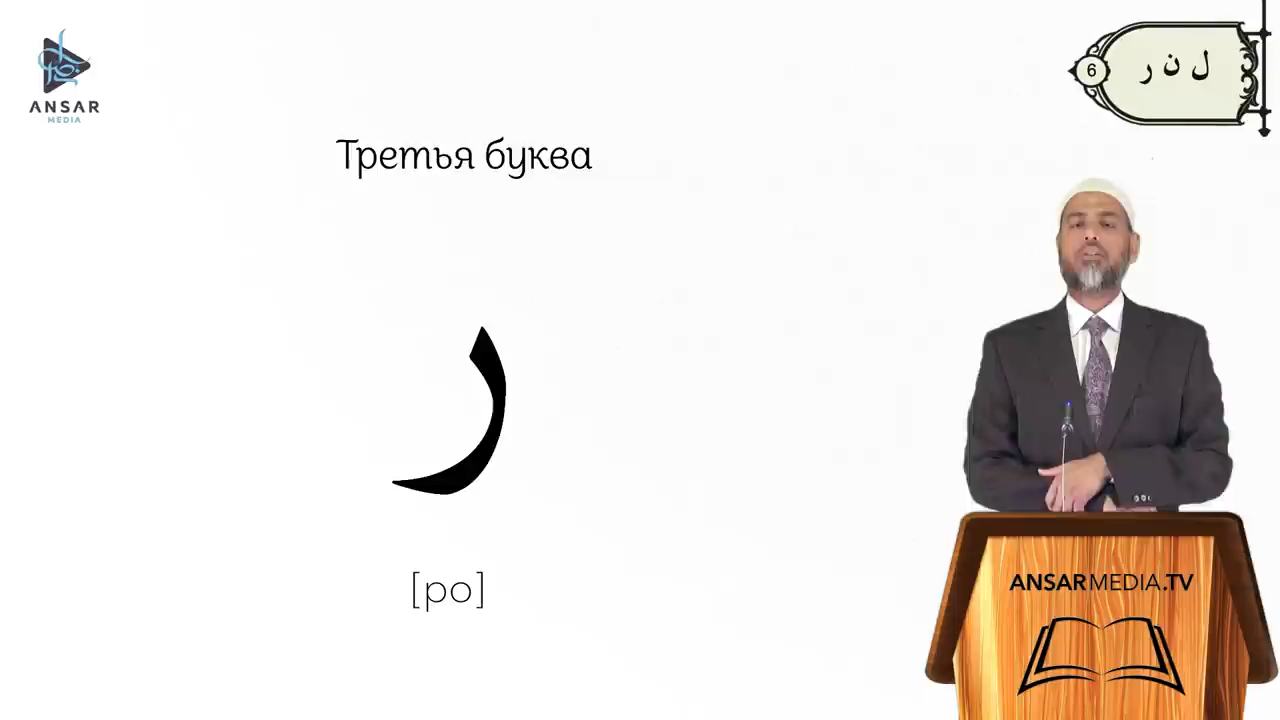 ANSAR
MEDIA
6
ل ن ر
Третья буква
ر
[ро]
ANSARMEDIA.TV